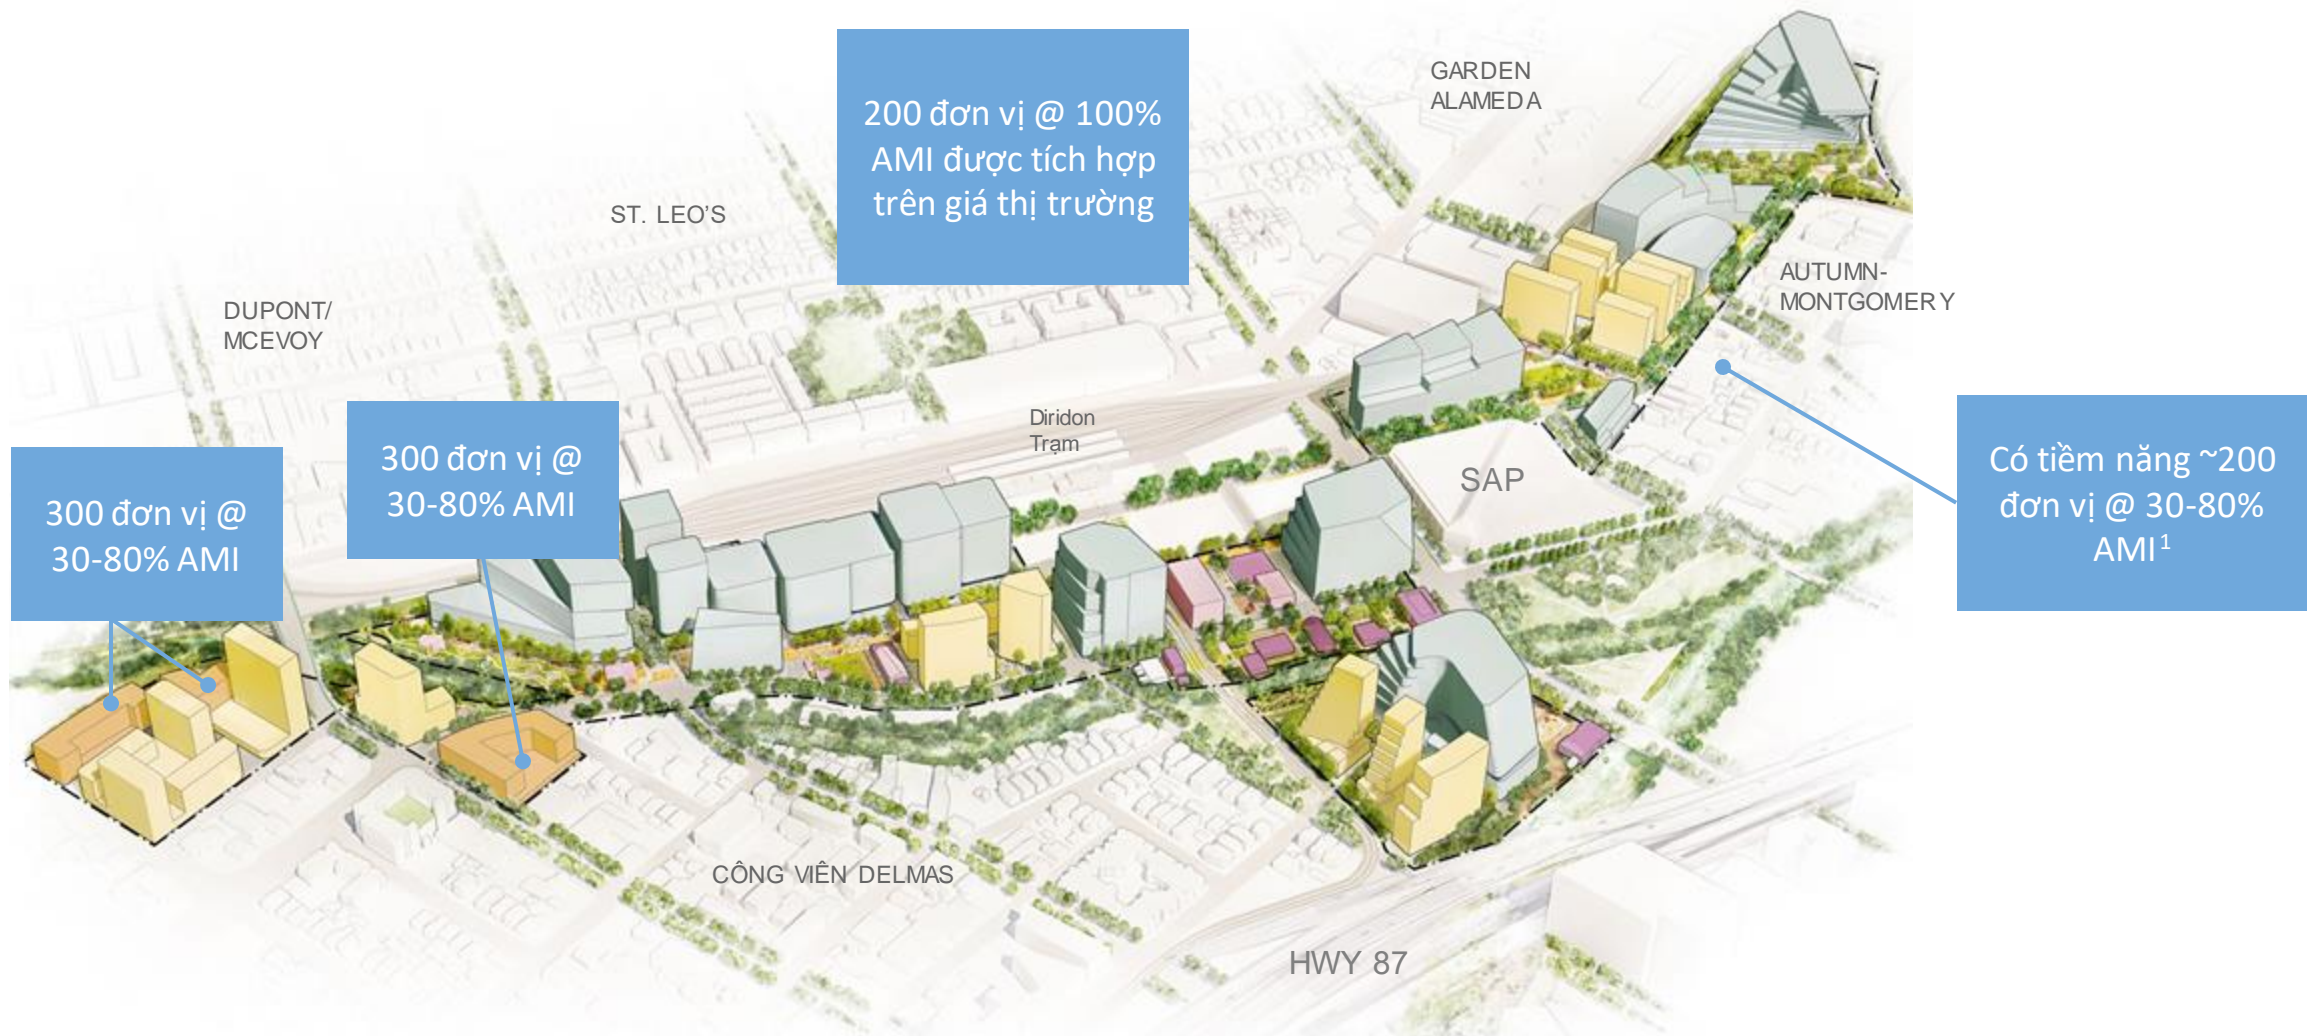 200 đơn vị @ 100%
AMI được tích hợp
trên giá thị trường
GARDEN
ALAMEDA
ST. LEO'S
AUTUMN-
MONTGOMERY
DUPONT/
MCEVOY
Diridon
Trạm
SAP
300 đơn vị @
30-80% AMI
300 đơn vị @
30-80% AMI
Có tiềm năng ~200
đơn vị @ 30-80%
AMI¹
CÔNG VIÊN DELMAS
HWY 87